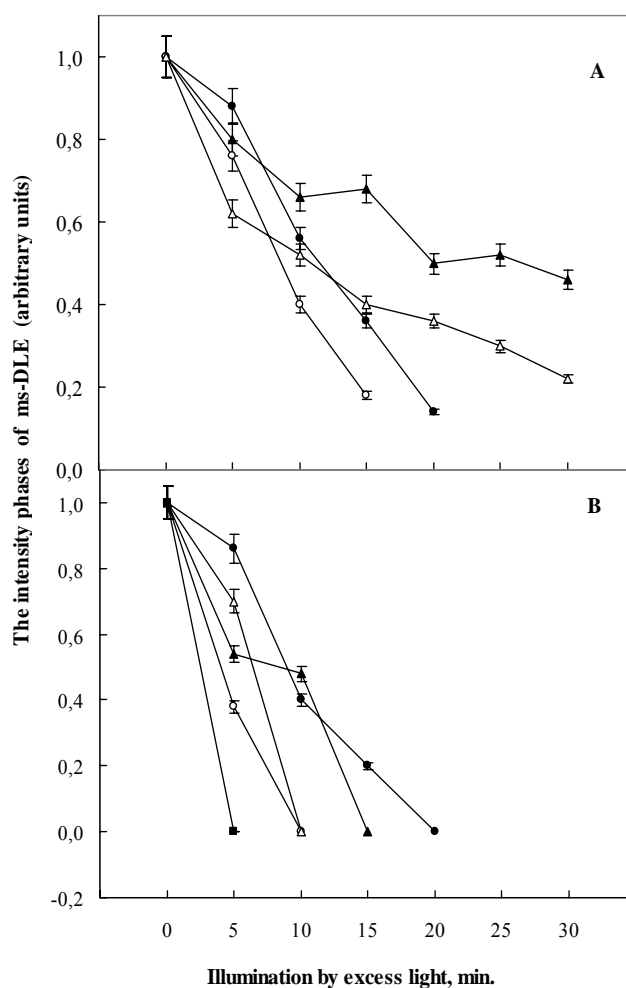 A
1,0
0,8
0,6
0,4
0,2
0,0
B
1,0
0,8
0,6
0,4
0,2
0,0
-0,2
The intensity phases of ms-DLE (arbitrary units)
0 5 10 15 20 25 30
Illumination by excess light, min.